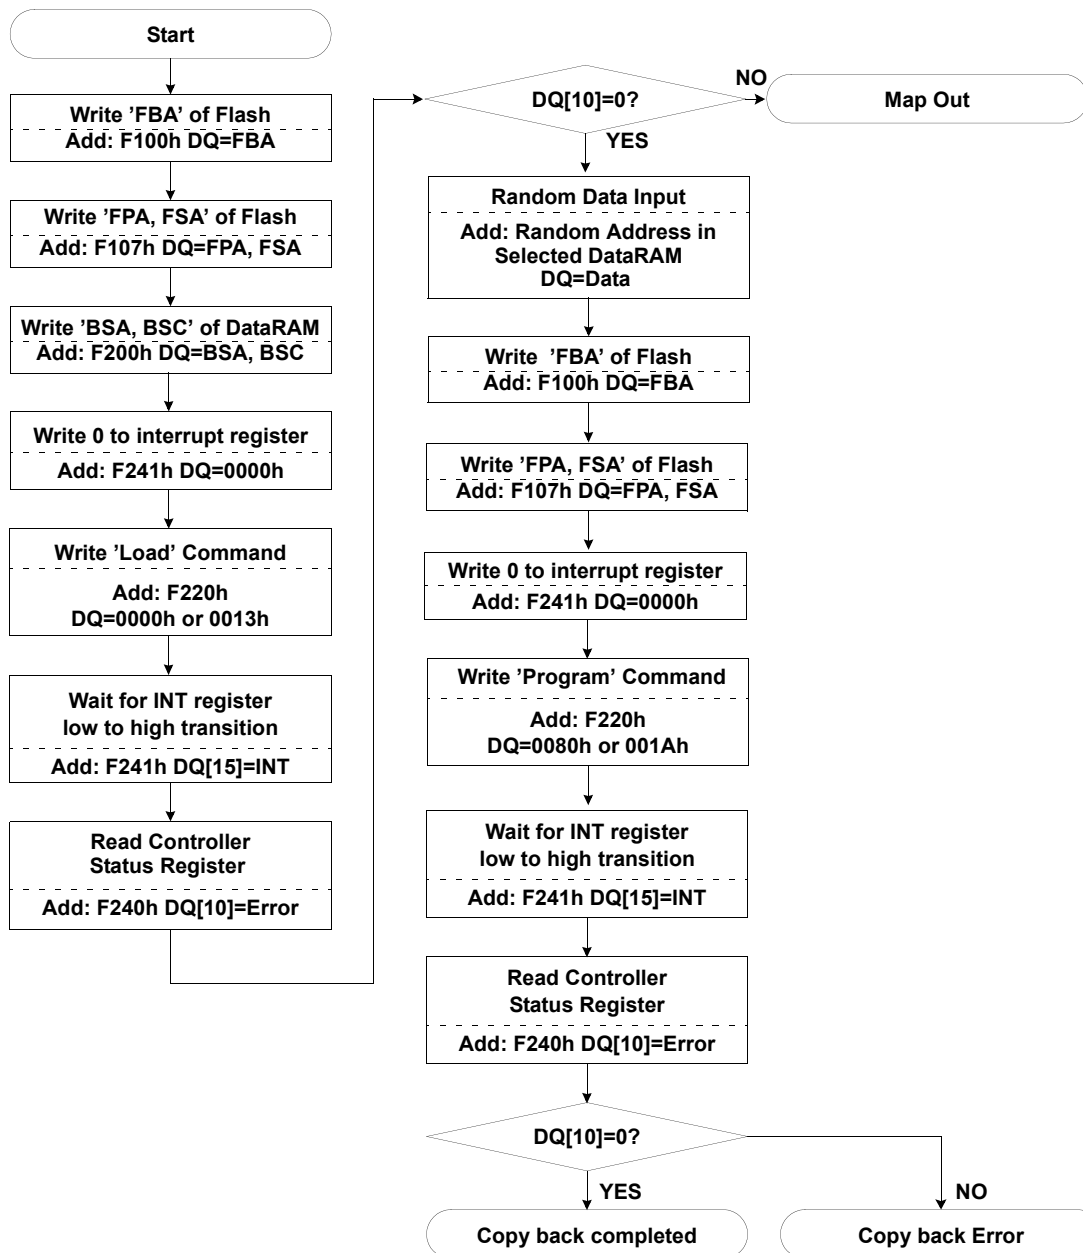 Start
Write 'FBA' of Flash
Add: F100h DQ=FBA
Write ’FPA, FSA’ of Flash
Add: F107h DQ=FPA, FSA
Write ’BSA, BSC’ of DataRAM
Add: F200h DQ=BSA, BSC
Write 0 to interrupt register
Add: F241h DQ=0000h
Write ’Load’ Command
Add: F220h
DQ=0000h or 0013h
Wait for INT register
low to high transition
Add: F241h DQ[15]=INT
Read Controller
Status Register
Add: F240h DQ[10]=Error
DQ[10]=0?
NO
Map Out
YES
Random Data Input
Add: Random Address in
Selected DataRAM
DQ=Data
Write ’FBA’ of Flash
Add: F100h DQ=FBA
Write ’FPA, FSA’ of Flash
Add: F107h DQ=FPA, FSA
Write 0 to interrupt register
Add: F241h DQ=0000h
Write ’Program’ Command
Add: F220h
DQ=0080h or 001Ah
Wait for INT register
low to high transition
Add: F241h DQ[15]=INT
Read Controller
Status Register
Add: F240h DQ[10]=Error
DQ[10]=0?
YES
NO
Copy back completed
Copy back Error